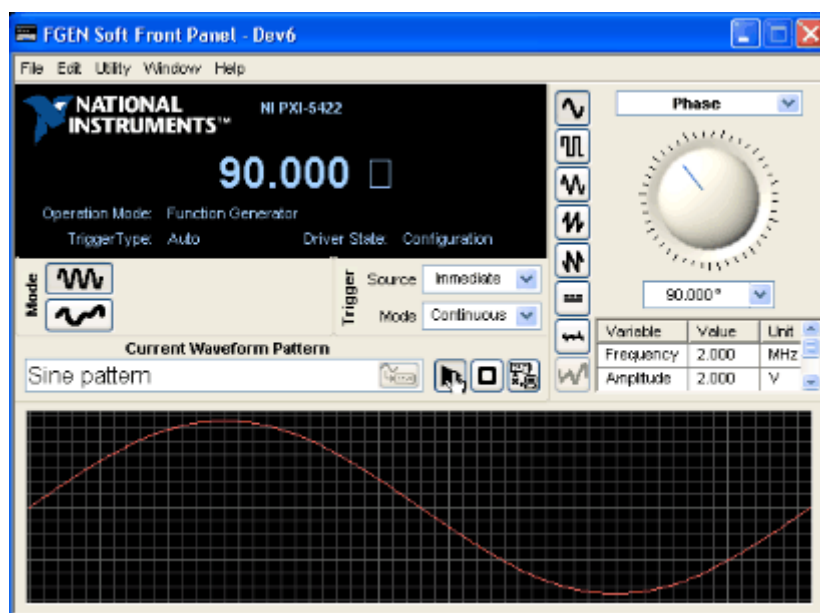 FGEN Soft Front Panel - Dev6
File Edit Utility Window Help
NATIONAL INSTRUMENTS™
NI PXI-5422
90.000
Operation Mode: Function Generator
Trigger Type: Auto
Driver State: Configuration
Phase
90.000°
Mode
Trigger
Source Immediate
Mode Continuous
Current Waveform Pattern
Sine pattern
Variable Value Unit
Frequency 2.000 MHz
Amplitude 2.000 V